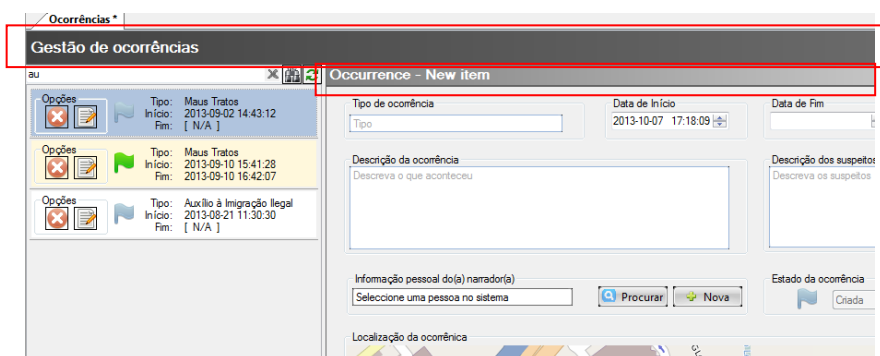 Ocorrências *
Gestão de ocorrências
au
Occurrence - New item
Opções
Tipo: Maus Tratos
Início: 2013-09-02 14:43:12
Fim: [ N/A ]
Opções
Tipo: Maus Tratos
Início: 2013-09-10 15:41:28
Fim: 2013-09-10 16:42:07
Opções
Tipo: Auxílio à Imigração Ilegal
Início: 2013-08-21 11:30:30
Fim: [ N/A ]
Tipo de ocorrência
Tipo
Data de Início
2013-10-07 17:18:09
Data de Fim
Descrição da ocorrência
Descreva o que aconteceu
Descrição dos suspeitos
Descreva os suspeitos
Informação pessoal do(a) narrador(a)
Seleccione uma pessoa no sistema
Procurar
Nova
Estado da ocorrência
Criada
Localização da ocorrênica